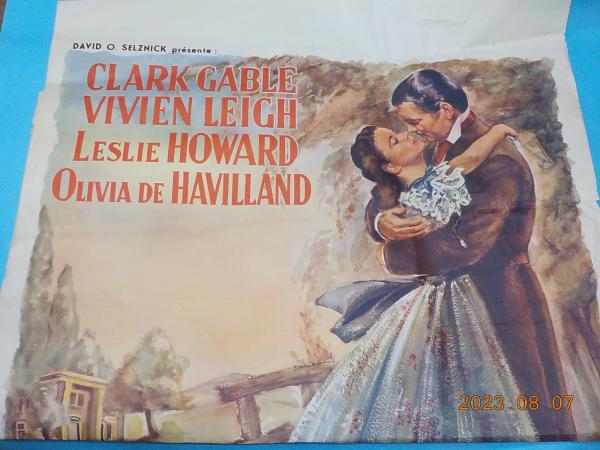 DAVID O. SELZNICK présente :
CLARK GABLE
VIVIEN LEIGH
LESLIE HOWARD
OLIVIA DE HAVILLAND
2023 08 07